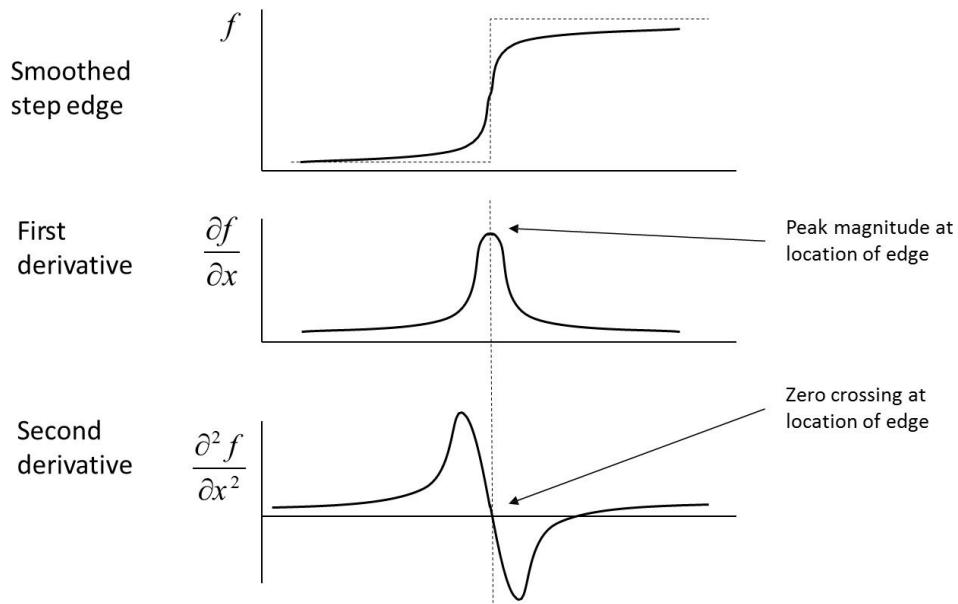 Smoothed
step edge
f
First
derivative
∂f
∂x
Peak magnitude at
location of edge
Second
derivative
∂² f
∂x²
Zero crossing at
location of edge